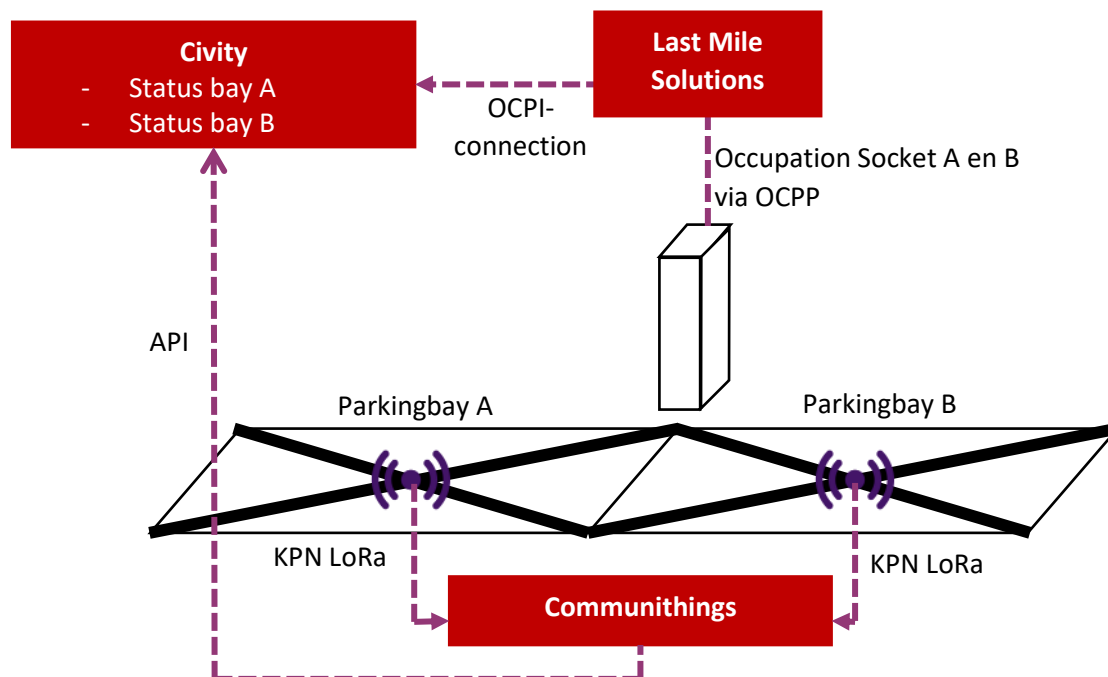 Civity
- Status bay A
- Status bay B
Last Mile
Solutions
OCPI-
connection
Occupation Socket A en B
via OCPP
API
Parkingbay A
Parkingbay B
KPN LoRa
KPN LoRa
Communithings